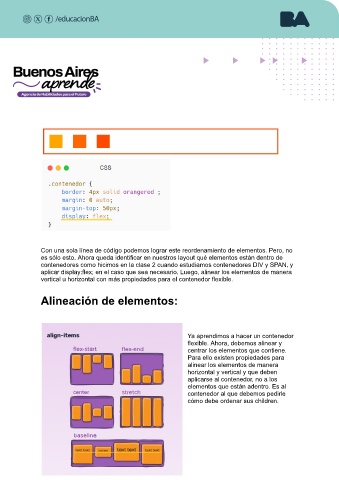 /educacionBA
BA
Buenos Aires
aprende
Agencia de Habilidades para el Futuro
CSS
.contenedor {
border: 4px solid orangered ;
margin: 0 auto;
margin-top: 50px;
display: flex;
}
Con una sola línea de código podemos lograr este reordenamiento de elementos. Pero, no
es sólo esto. Ahora queda identificar en nuestros layout qué elementos están dentro de
contenedores como hicimos en la clase 2 cuando estudiamos contenedores DIV y SPAN, y
aplicar display:flex; en el caso que sea necesario. Luego, alinear los elementos de manera
vertical u horizontal con más propiedades para el contenedor flexible.
Alineación de elementos:
align-items
flex-start
flex-end
center
stretch
baseline
text text
text text
text text
Ya aprendimos a hacer un contenedor
flexible. Ahora, debemos alinear y
centrar los elementos que contiene.
Para ello existen propiedades para
alinear los elementos de manera
horizontal y vertical y que deben
aplicarse al contenedor, no a los
elementos que están adentro. Es al
contenedor al que debemos pedirle
cómo debe ordenar sus children.